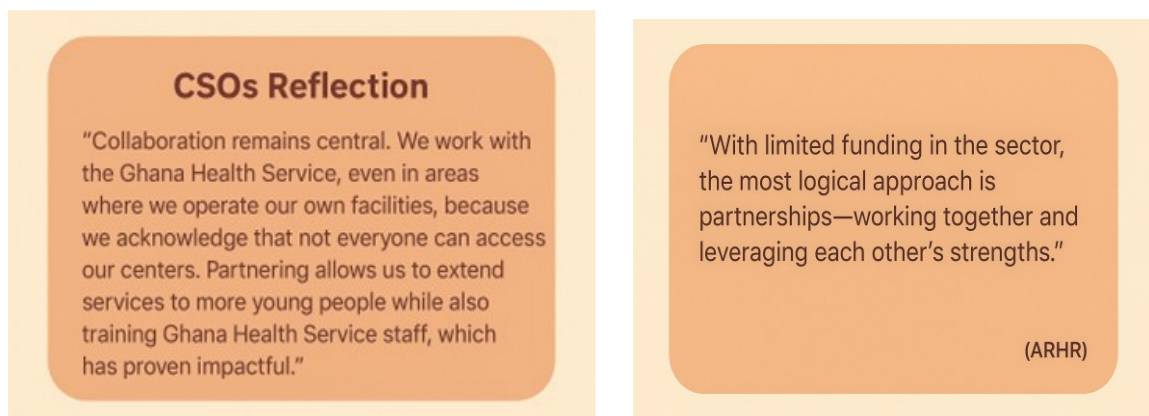 CSOs Reflection
“Collaboration remains central. We work with
the Ghana Health Service, even in areas
where we operate our own facilities, because
we acknowledge that not everyone can access
our centers. Partnering allows us to extend
services to more young people while also
training Ghana Health Service staff, which
has proven impactful.”
“With limited funding in the sector,
the most logical approach is
partnerships—working together and
leveraging each other’s strengths.”
(ARHR)